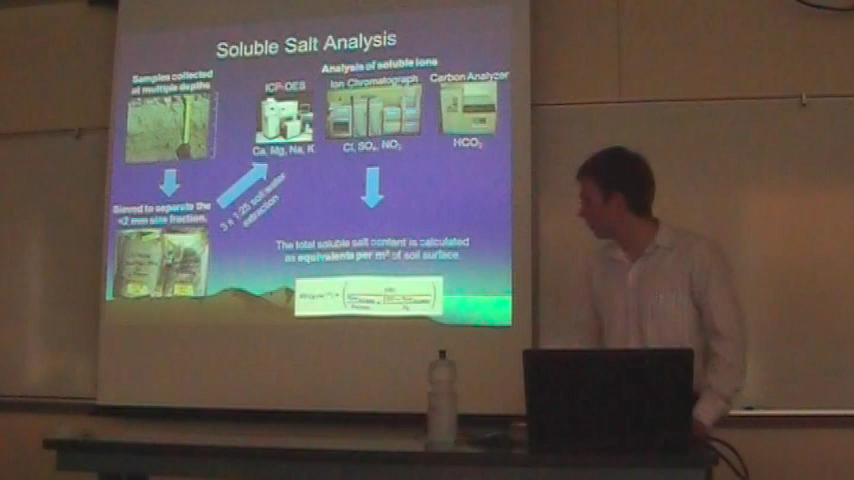 Soluble Salt Analysis
Samples collected
at multiple depths
Analysis of soluble ions
ICP-OES
Ion Chromatograph
Carbon Analyzer
Ca, Mg, Na, K
Cl, SO₄, NO₃
HCO₃
Sieved to separate the
<2 mm size fraction.
3 x 1:25 soil/water
extraction
The total soluble salt content is calculated
as equivalents per m² of soil surface